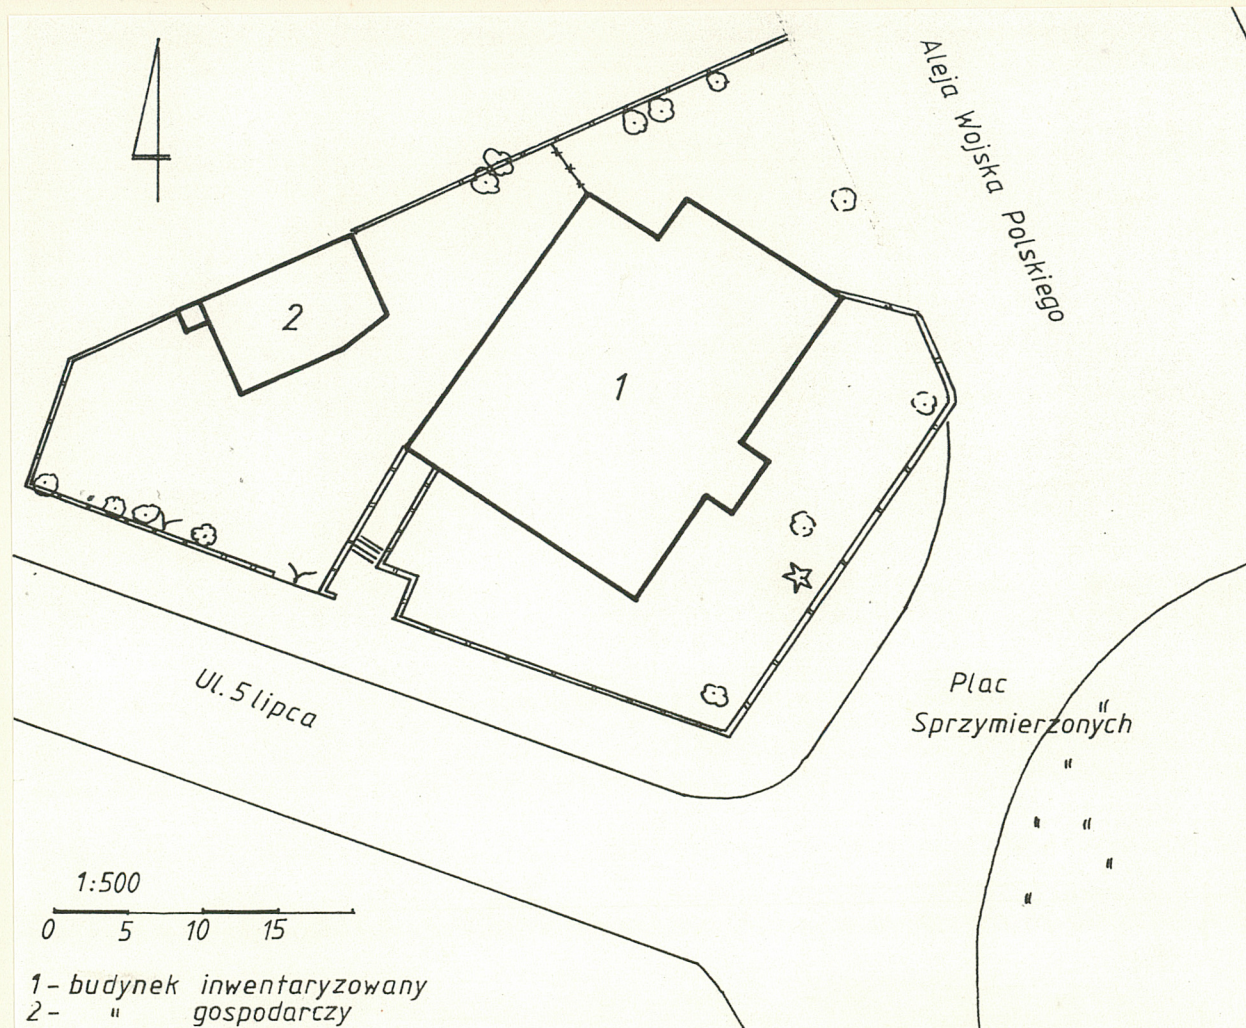 Aleja Wojska Polskiego
2
1
Ul. 5 lipca
Plac
Sprzymierzonych
1:500
0 5 10 15
1 - budynek inwentaryzowany
2 - " gospodarczy